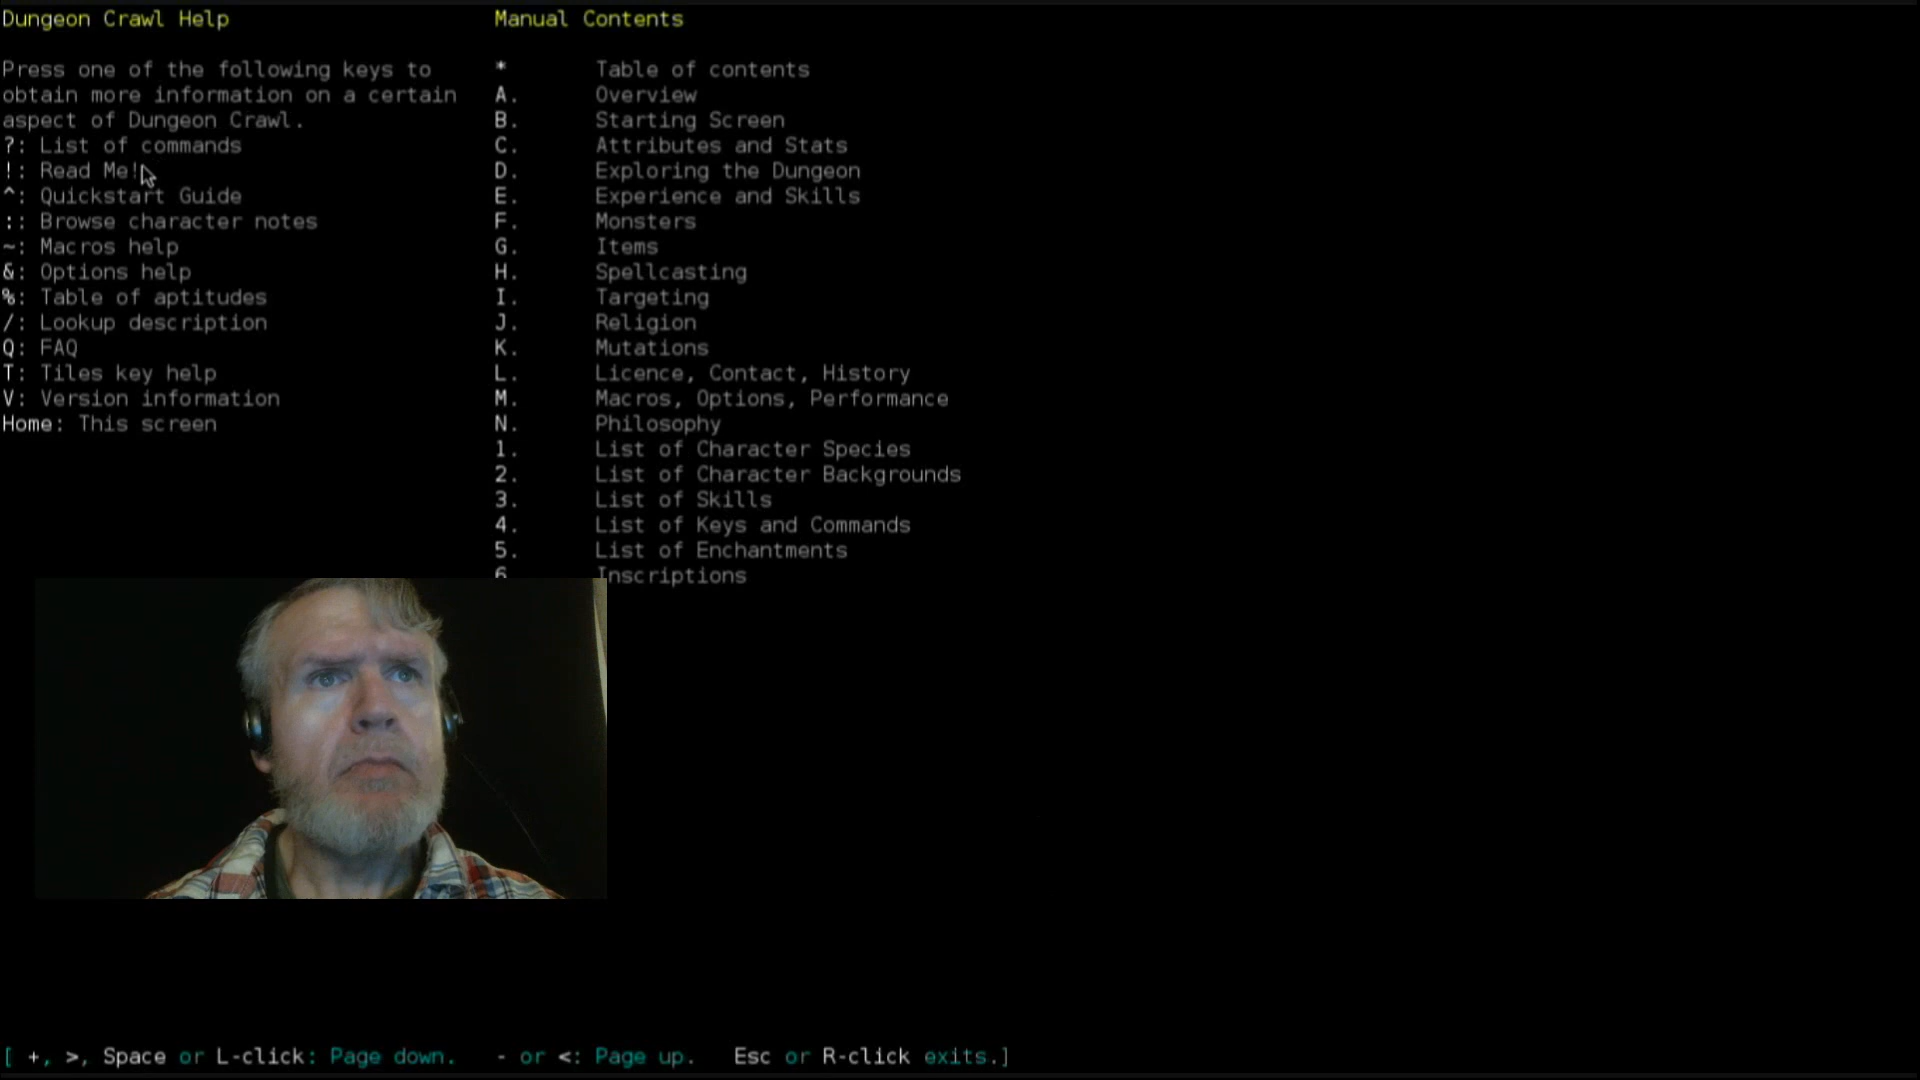 Dungeon Crawl Help
Press one of the following keys to
obtain more information on a certain
aspect of Dungeon Crawl.
?: List of commands
!: Read Me!
^: Quickstart Guide
:: Browse character notes
~: Macros help
&: Options help
%: Table of aptitudes
/: Lookup description
Q: FAQ
T: Tiles key help
V: Version information
Home: This screen
Manual Contents
* Table of contents
A. Overview
B. Starting Screen
C. Attributes and Stats
D. Exploring the Dungeon
E. Experience and Skills
F. Monsters
G. Items
H. Spellcasting
I. Targeting
J. Religion
K. Mutations
L. Licence, Contact, History
M. Macros, Options, Performance
N. Philosophy
1. List of Character Species
2. List of Character Backgrounds
3. List of Skills
4. List of Keys and Commands
5. List of Enchantments
6 Inscriptions
[ +, >, Space or L-click: Page down. - or <: Page up. Esc or R-click exits.]